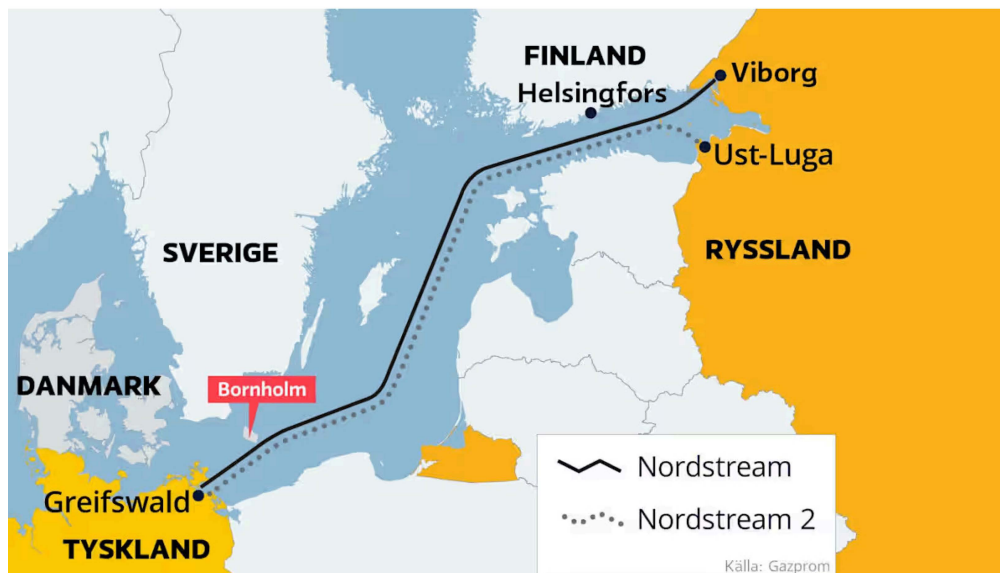 FINLAND
Helsingfors
Viborg
Ust-Luga
SVERIGE
RYSSLAND
DANMARK
Bornholm
Greifswald
TYSKLAND
Nordstream
Nordstream 2
Källa: Gazprom